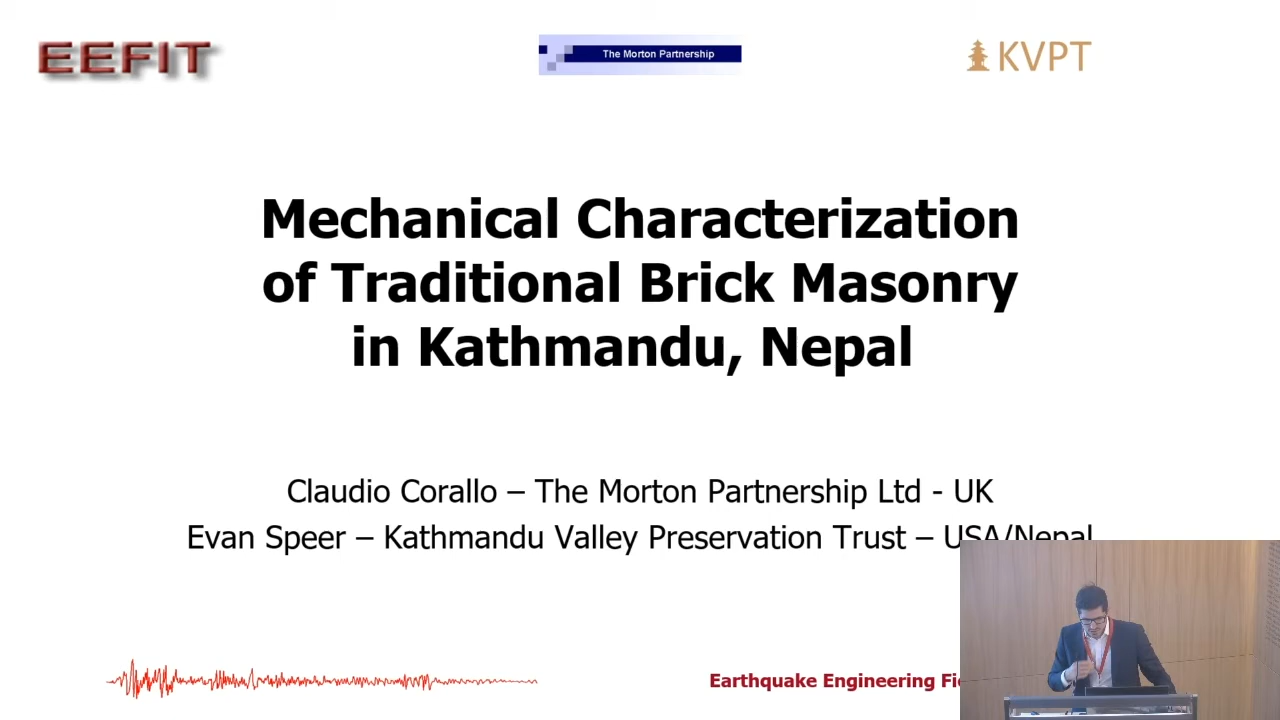 EEFIT
The Morton Partnership
KVPT
Mechanical Characterization
of Traditional Brick Masonry
in Kathmandu, Nepal
Claudio Corallo – The Morton Partnership Ltd - UK
Evan Speer – Kathmandu Valley Preservation Trust – USA/Nepal
Earthquake Engineering